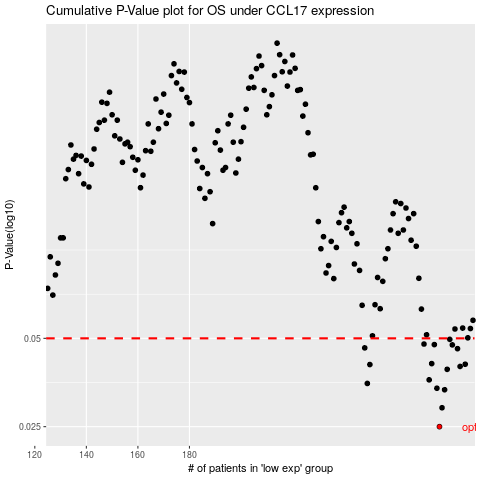 Cumulative P-Value plot for OS under CCL17 expression
P-Value(log10)
0.05
0.025
opt
120 140 160 180
# of patients in 'low exp' group